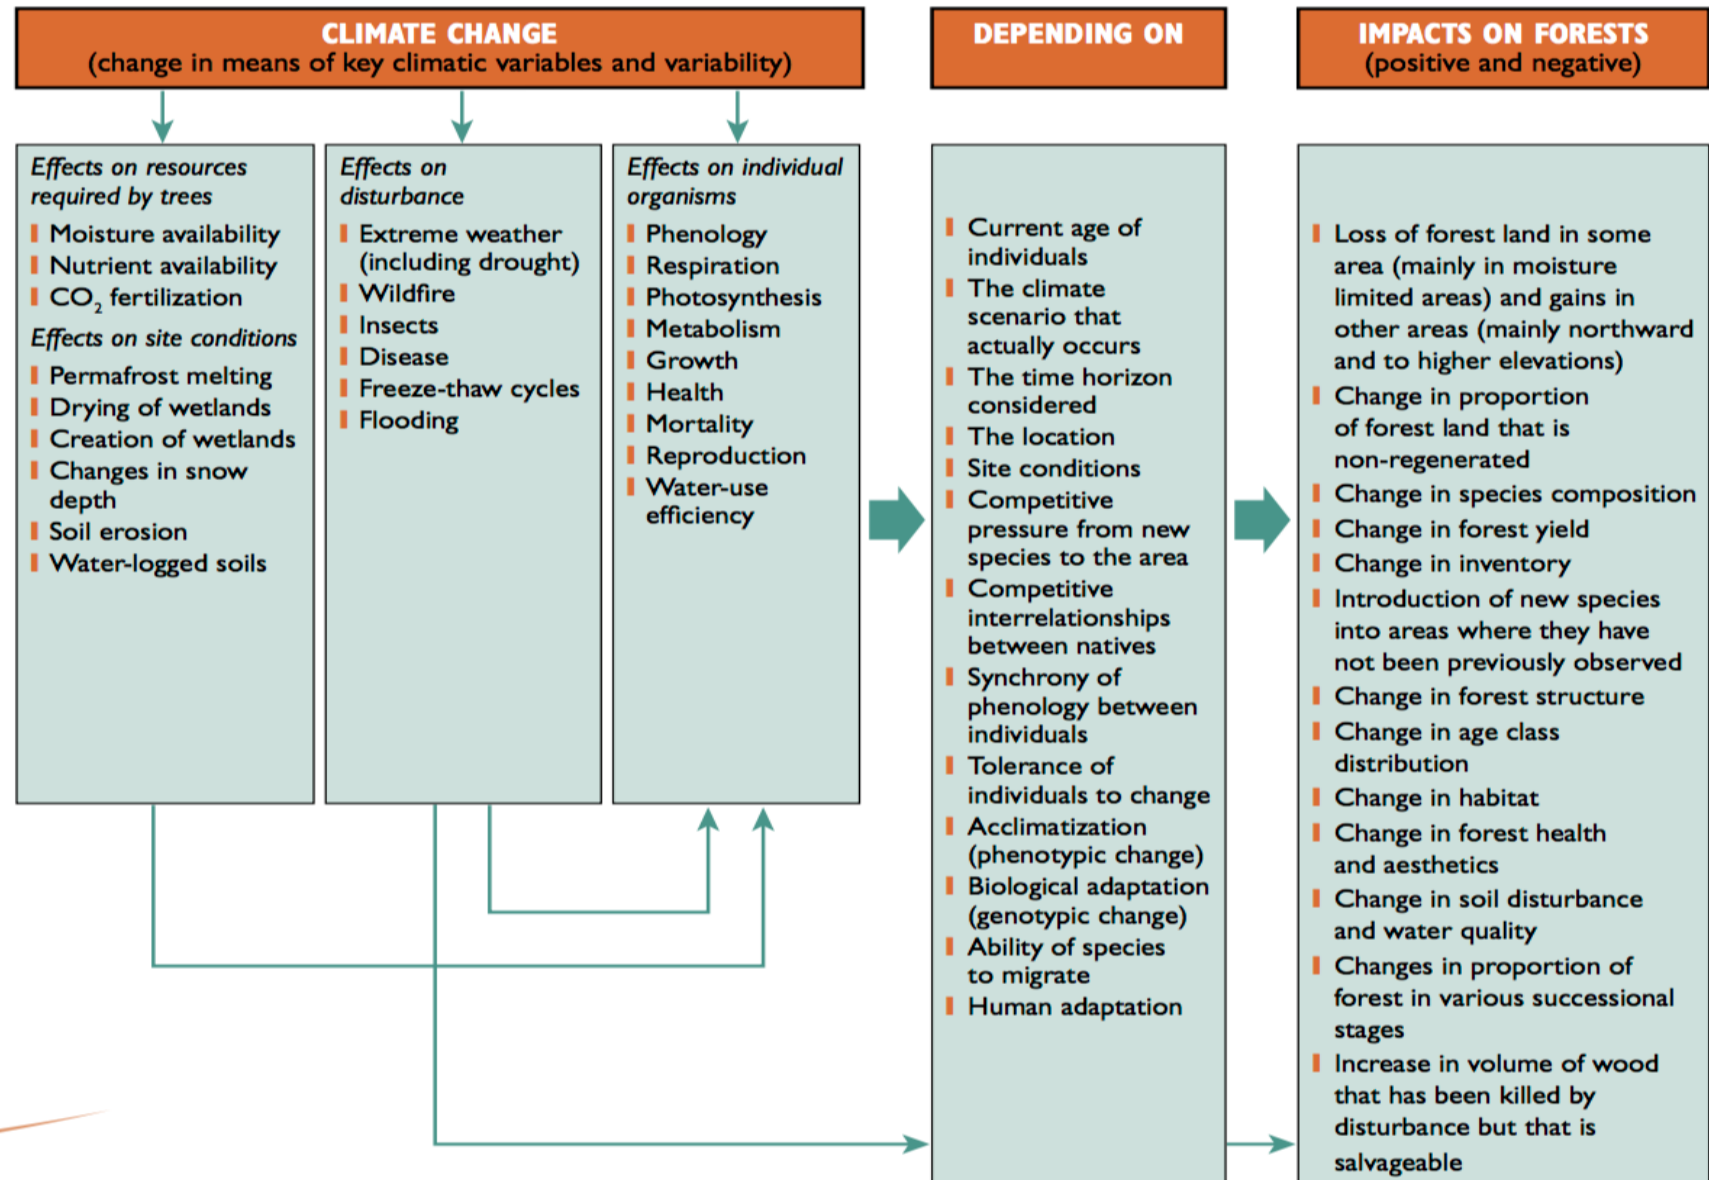 CLIMATE CHANGE
(change in means of key climatic variables and variability)
Effects on resources
required by trees
Moisture availability
Nutrient availability
CO₂ fertilization
Effects on site conditions
Permafrost melting
Drying of wetlands
Creation of wetlands
Changes in snow
depth
Soil erosion
Water-logged soils
Effects on
disturbance
Extreme weather
(including drought)
Wildfire
Insects
Disease
Freeze-thaw cycles
Flooding
Effects on individual
organisms
Phenology
Respiration
Photosynthesis
Metabolism
Growth
Health
Mortality
Reproduction
Water-use
efficiency
DEPENDING ON
Current age of
individuals
The climate
scenario that
actually occurs
The time horizon
considered
The location
Site conditions
Competitive
pressure from new
species to the area
Competitive
interrelationships
between natives
Synchrony of
phenology between
individuals
Tolerance of
individuals to change
Acclimatization
(phenotypic change)
Biological adaptation
(genotypic change)
Ability of species
to migrate
Human adaptation
IMPACTS ON FORESTS
(positive and negative)
Loss of forest land in some
area (mainly in moisture
limited areas) and gains in
other areas (mainly northward
and to higher elevations)
Change in proportion
of forest land that is
non-regenerated
Change in species composition
Change in forest yield
Change in inventory
Introduction of new species
into areas where they have
not been previously observed
Change in forest structure
Change in age class
distribution
Change in habitat
Change in forest health
and aesthetics
Change in soil disturbance
and water quality
Changes in proportion of
forest in various successional
stages
Increase in volume of wood
that has been killed by
disturbance but that is
salvageable